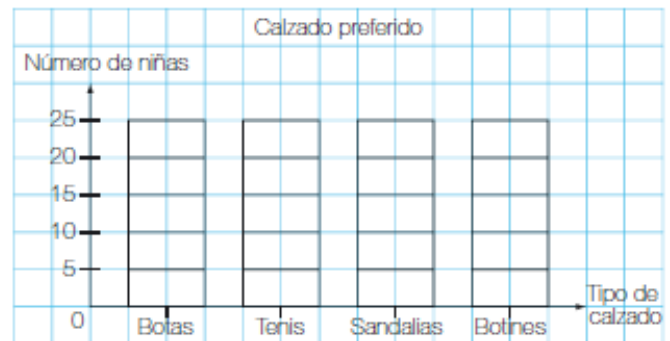 Calzado preferido
Número de niñas
25
20
15
10
5
0
Botas
Tenis
Sandalias
Botines
Tipo de
calzado